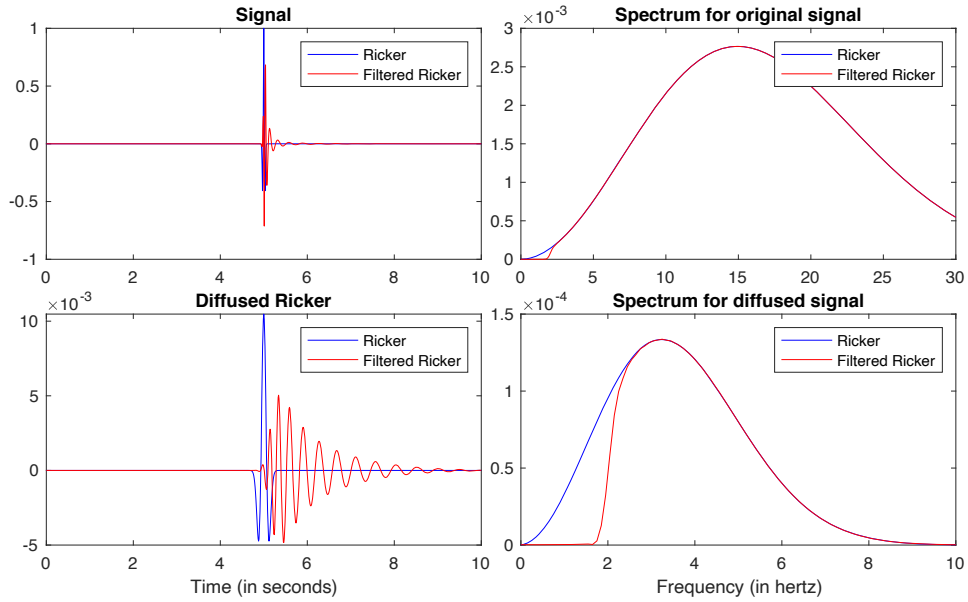 Signal
1
0.5
0
-0.5
-1
0 2 4 6 8 10
Ricker
Filtered Ricker
Spectrum for original signal
×10-3
3
2.5
2
1.5
1
0.5
0
0 5 10 15 20 25 30
Ricker
Filtered Ricker
Diffused Ricker
×10-3
10
5
0
-5
0 2 4 6 8 10
Time (in seconds)
Ricker
Filtered Ricker
Spectrum for diffused signal
×10-4
1.5
1
0.5
0
0 2 4 6 8 10
Frequency (in hertz)
Ricker
Filtered Ricker